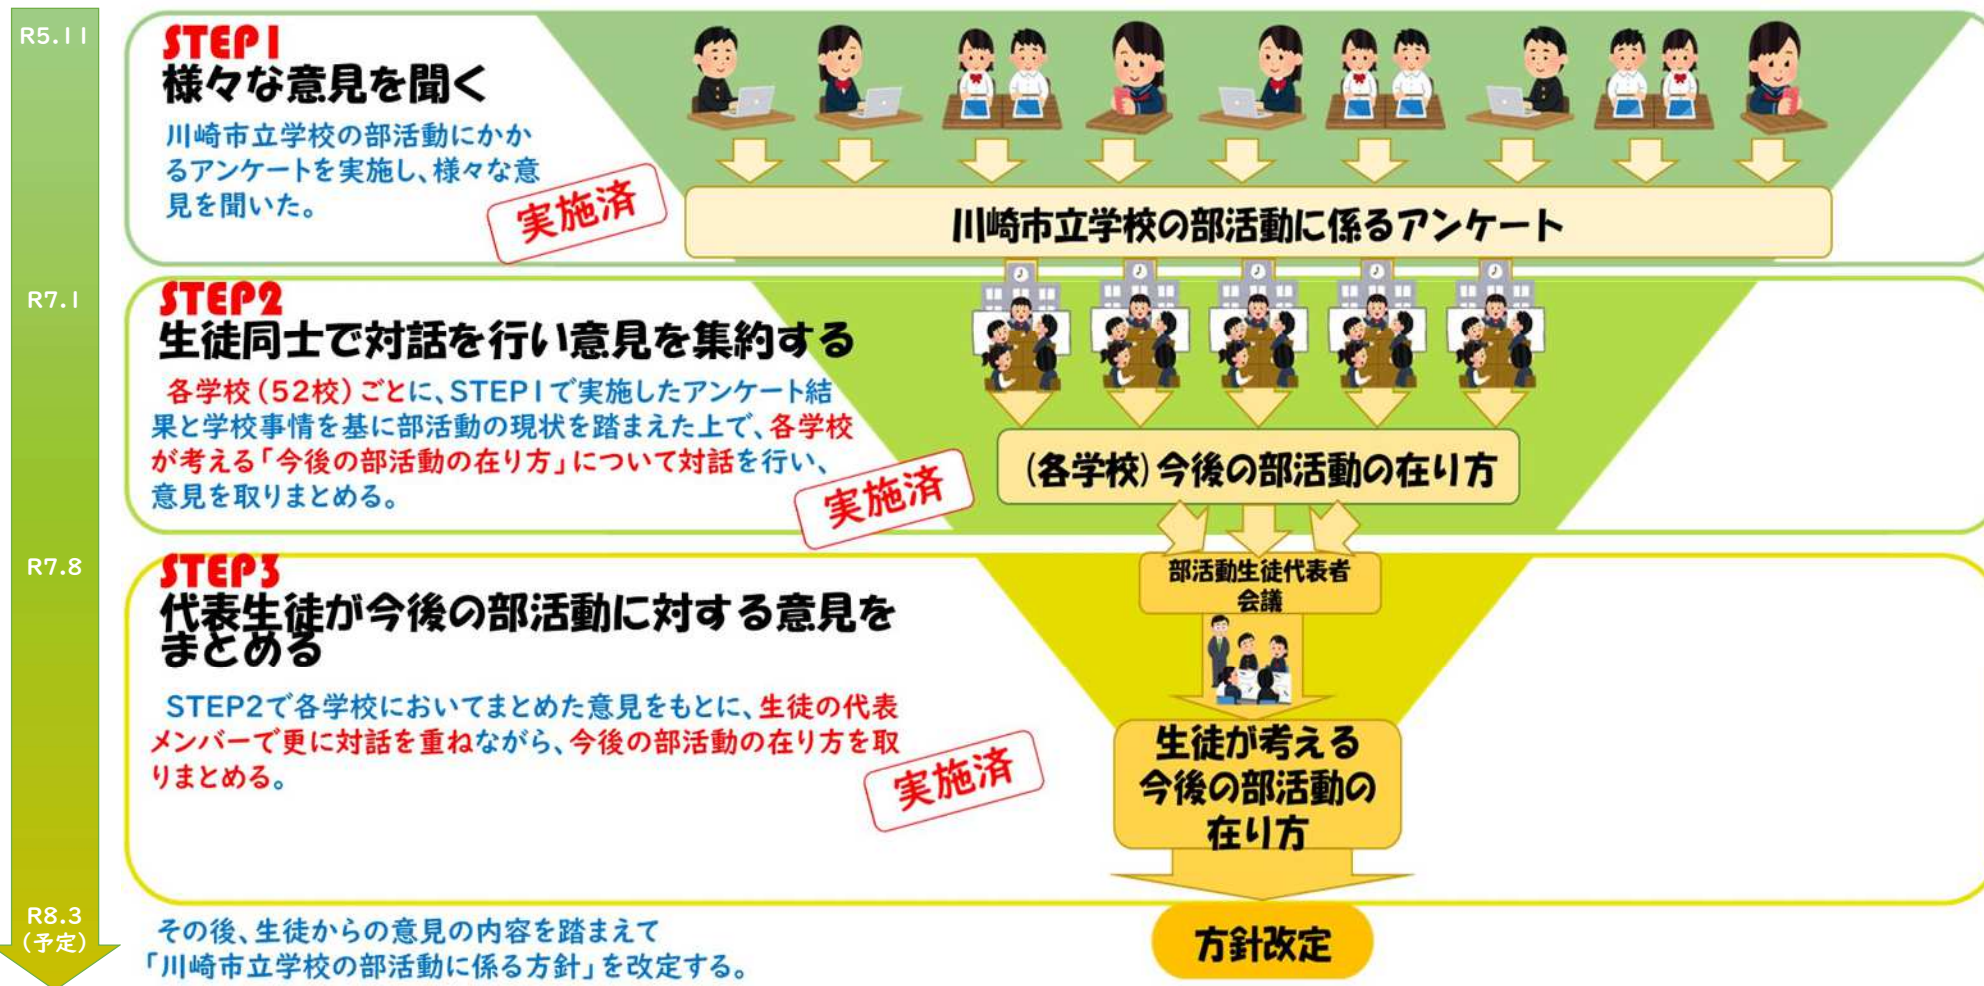 R5.11
STEP1
様々な意見を聞く
川崎市立学校の部活動にかか
るアンケートを実施し、様々な意
見を聞いた。
実施済
川崎市立学校の部活動に係るアンケート
R7.1
STEP2
生徒同士で対話を行い意見を集約する
各学校(52校)ごとに、STEP1で実施したアンケート結
果と学校事情を基に部活動の現状を踏まえた上で、各学校
が考える「今後の部活動の在り方」について対話を行い、
意見を取りまとめる。
実施済
(各学校)今後の部活動の在り方
R7.8
STEP3
代表生徒が今後の部活動に対する意見を
まとめる
STEP2で各学校においてまとめた意見をもとに、生徒の代表
メンバーで更に対話を重ねながら、今後の部活動の在り方を取
りまとめる。
実施済
部活動生徒代表者
会議
生徒が考える
今後の部活動の
在り方
R8.3
(予定)
その後、生徒からの意見の内容を踏まえて
「川崎市立学校の部活動に係る方針」を改定する。
方針改定